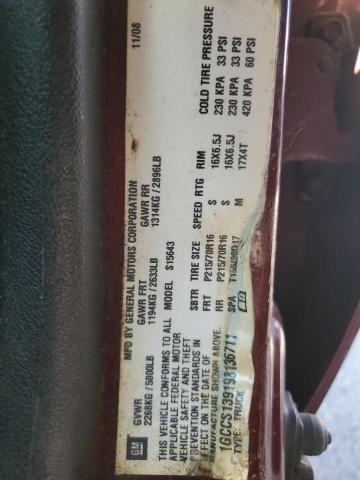 GM
MFD BY GENERAL MOTORS CORPORATION
11/08
GVWR GAWR FRT GAWR RR
2268KG / 5000LB 1194KG / 2633LB 1314KG / 2896LB
THIS VEHICLE CONFORMS TO ALL
APPLICABLE FEDERAL MOTOR
VEHICLE SAFETY AND THEFT
PREVENTION STANDARDS IN
EFFECT ON THE DATE OF
MANUFACTURE SHOWN ABOVE.
MODEL S15643
SBTR TIRE SIZE SPEED RTG RIM COLD TIRE PRESSURE
FRT P215/70R16 S 16X6.5J 230 KPA 33 PSI
RR P215/70R16 S 16X6.5J 230 KPA 33 PSI
SPA M 17X4T 420 KPA 60 PSI
1GCCS139198136711
TYPE: TRUCK